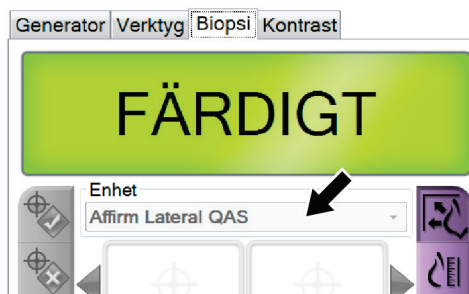 Generator Verktyg Biopsi Kontrast
FÄRDIGT
Enhet
Affirm Lateral QAS